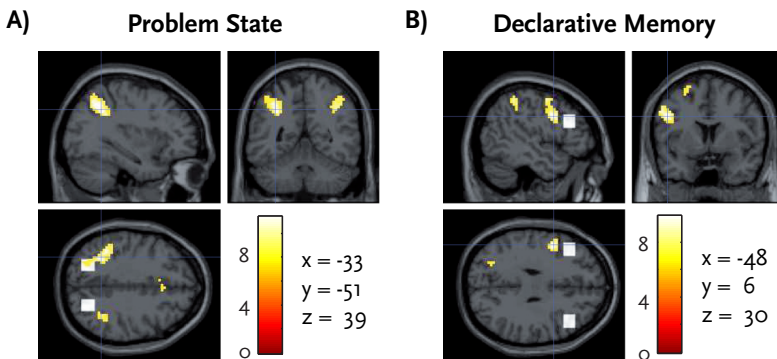 A) Problem State
8
4
0
x = -33
y = -51
z = 39
B) Declarative Memory
8
4
0
x = -48
y = 6
z = 30